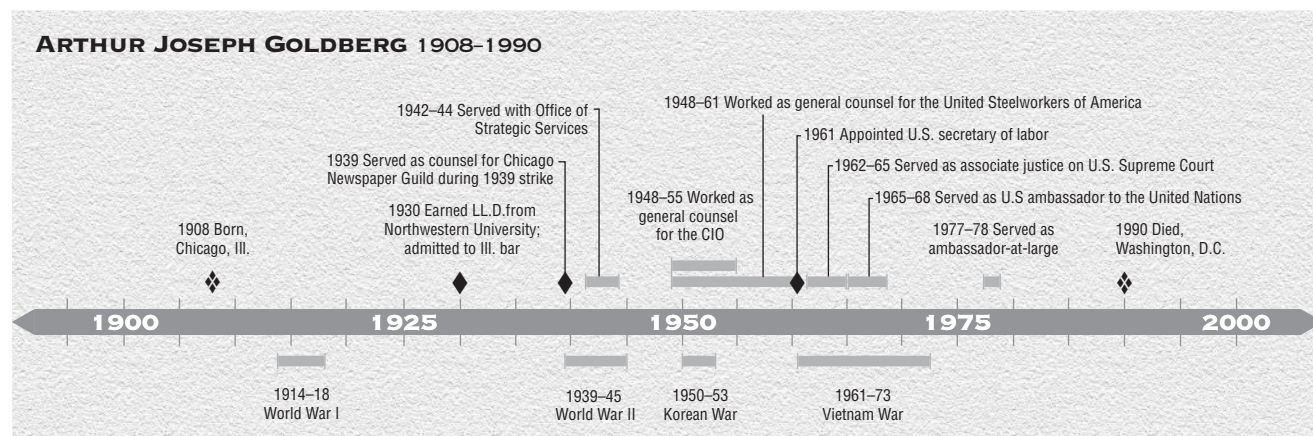 ARTHUR JOSEPH GOLDBERG 1908–1990
1942–44 Served with Office of
Strategic Services
1948–61 Worked as general counsel for the United Steelworkers of America
1961 Appointed U.S. secretary of labor
1939 Served as counsel for Chicago
Newspaper Guild during 1939 strike
1962–65 Served as associate justice on U.S. Supreme Court
1948–55 Worked as
general counsel
for the CIO
1965–68 Served as U.S ambassador to the United Nations
1930 Earned LL.D.from
Northwestern University;
admitted to Ill. bar
1908 Born,
Chicago, Ill.
1977–78 Served as
ambassador-at-large
1990 Died,
Washington, D.C.
1900 1925 1950 1975 2000
1914–18
World War I
1939–45
World War II
1950–53
Korean War
1961–73
Vietnam War